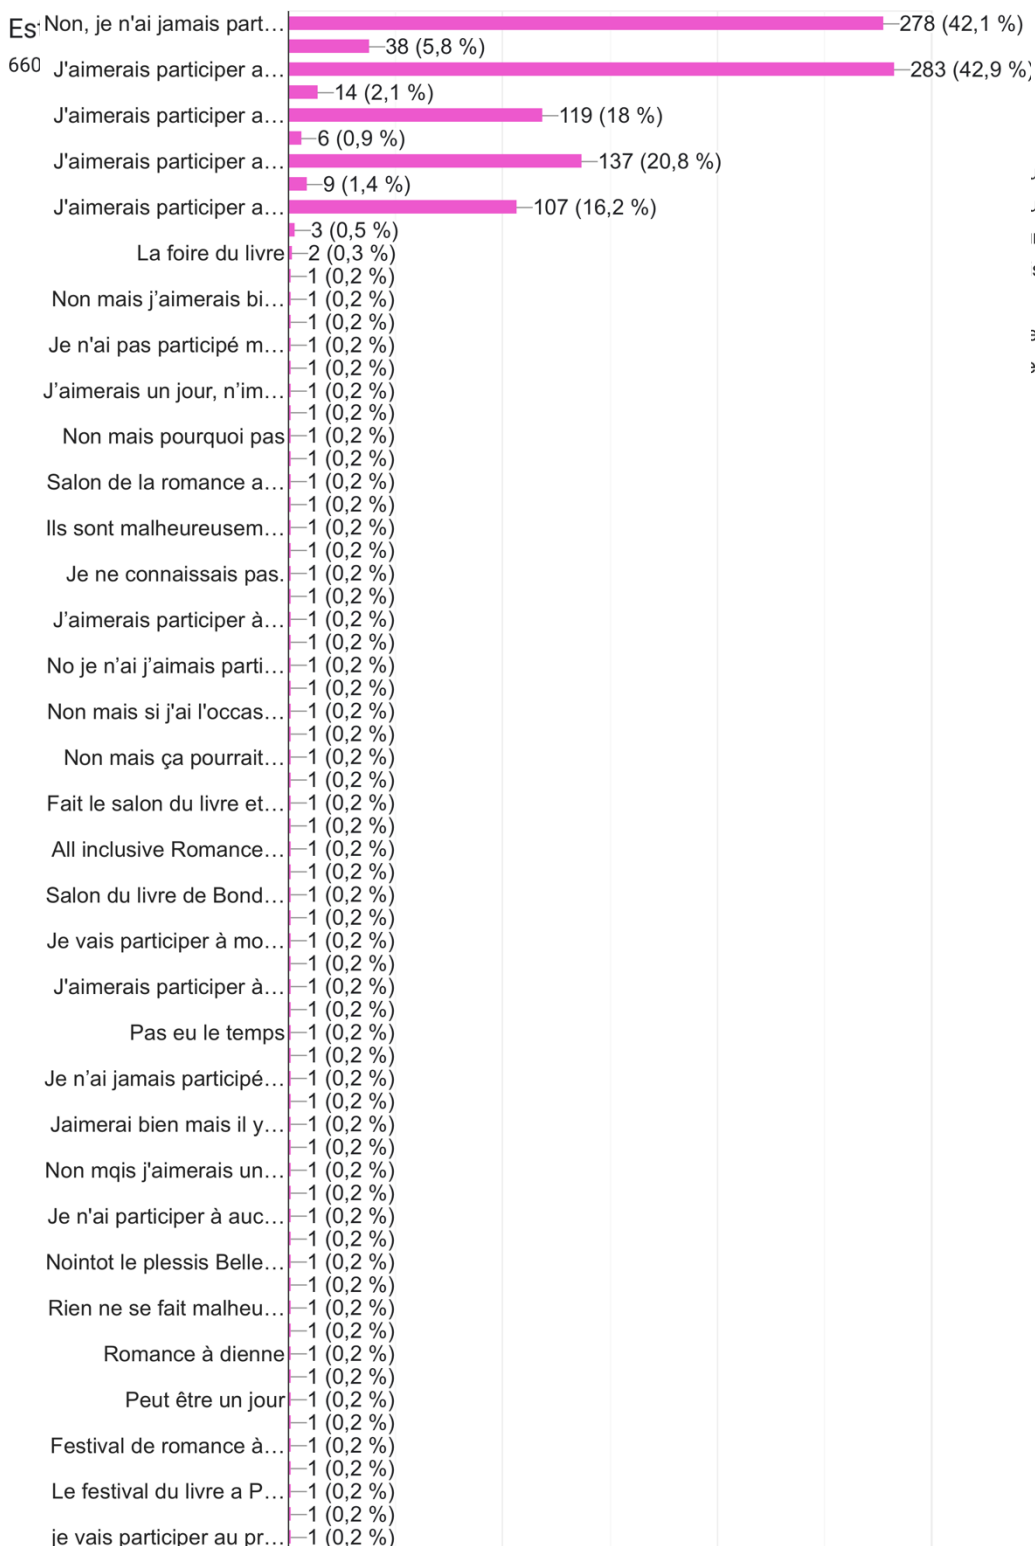 Es
Non, je n'ai jamais part… 278 (42,1 %)
38 (5,8 %)
660
J'aimerais participer a… 283 (42,9 %)
14 (2,1 %)
J'aimerais participer a… 119 (18 %)
6 (0,9 %)
J'aimerais participer a… 137 (20,8 %)
9 (1,4 %)
J'aimerais participer a… 107 (16,2 %)
3 (0,5 %)
La foire du livre 2 (0,3 %)
1 (0,2 %)
Non mais j’aimerais bi… 1 (0,2 %)
1 (0,2 %)
Je n'ai pas participé m… 1 (0,2 %)
1 (0,2 %)
J’aimerais un jour, n’im… 1 (0,2 %)
1 (0,2 %)
Non mais pourquoi pas 1 (0,2 %)
1 (0,2 %)
Salon de la romance a… 1 (0,2 %)
1 (0,2 %)
Ils sont malheureusem… 1 (0,2 %)
1 (0,2 %)
Je ne connaissais pas. 1 (0,2 %)
1 (0,2 %)
J’aimerais participer à… 1 (0,2 %)
1 (0,2 %)
No je n’ai j’aimais parti… 1 (0,2 %)
1 (0,2 %)
Non mais si j'ai l'occas… 1 (0,2 %)
1 (0,2 %)
Non mais ça pourrait… 1 (0,2 %)
1 (0,2 %)
Fait le salon du livre et… 1 (0,2 %)
1 (0,2 %)
All inclusive Romance… 1 (0,2 %)
1 (0,2 %)
Salon du livre de Bond… 1 (0,2 %)
1 (0,2 %)
Je vais participer à mo… 1 (0,2 %)
1 (0,2 %)
J'aimerais participer à… 1 (0,2 %)
1 (0,2 %)
Pas eu le temps 1 (0,2 %)
1 (0,2 %)
Je n’ai jamais participé… 1 (0,2 %)
1 (0,2 %)
Jaimerai bien mais il y… 1 (0,2 %)
1 (0,2 %)
Non mqis j'aimerais un… 1 (0,2 %)
1 (0,2 %)
Je n'ai participer à auc… 1 (0,2 %)
1 (0,2 %)
Nointot le plessis Belle… 1 (0,2 %)
1 (0,2 %)
Rien ne se fait malheu… 1 (0,2 %)
1 (0,2 %)
Romance à dienne 1 (0,2 %)
1 (0,2 %)
Peut être un jour 1 (0,2 %)
1 (0,2 %)
Festival de romance à… 1 (0,2 %)
1 (0,2 %)
Le festival du livre a P… 1 (0,2 %)
1 (0,2 %)
je vais participer au pr… 1 (0,2 %)